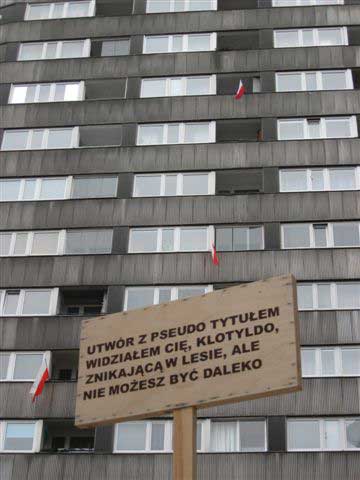 UTWÓR Z PSEUDO TYTUŁEM
WIDZIAŁEM CIĘ, KLOTYLDO,
ZNIKAJĄCĄ W LESIE, ALE
NIE MOŻESZ BYĆ DALEKO